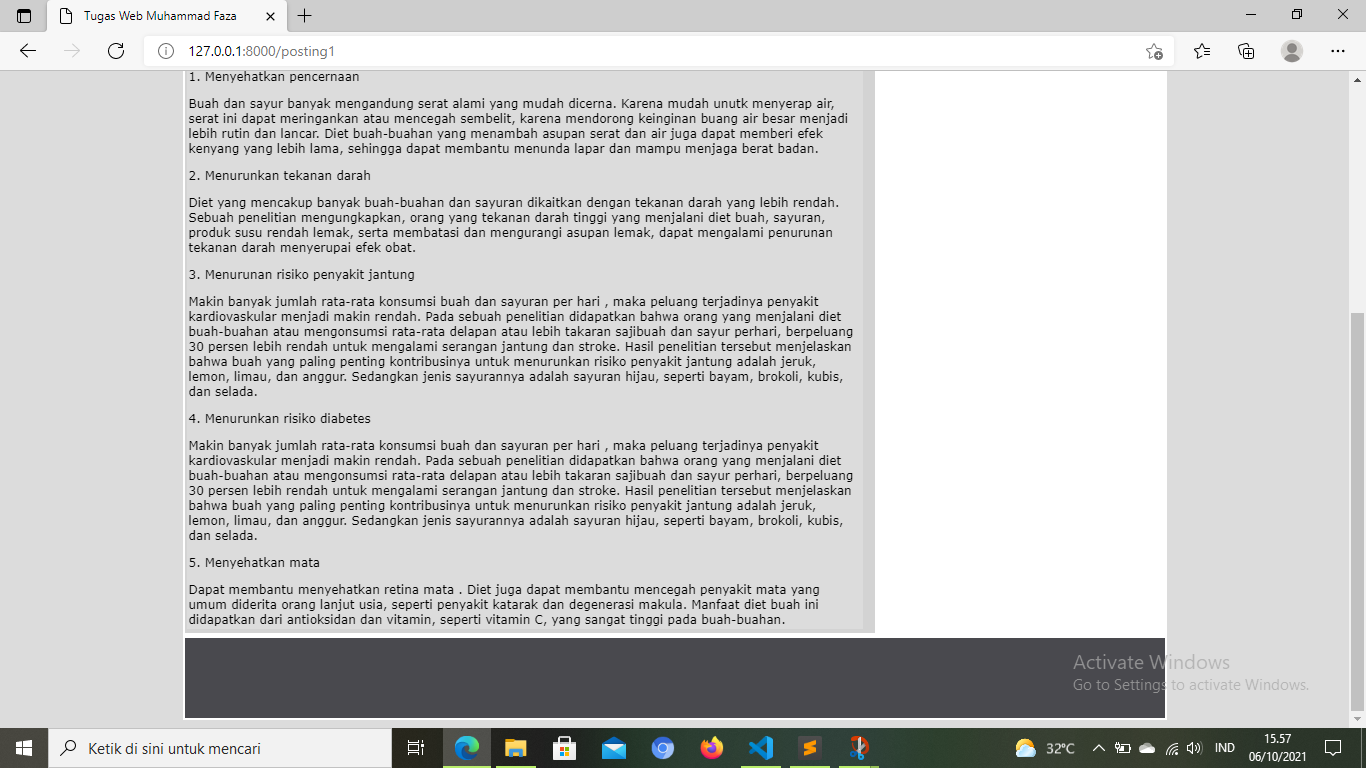 Tugas Web Muhammad Faza
127.0.0.1:8000/posting1
1. Menyehatkan pencernaan
Buah dan sayur banyak mengandung serat alami yang mudah dicerna. Karena mudah unutk menyerap air,
serat ini dapat meringankan atau mencegah sembelit, karena mendorong keinginan buang air besar menjadi
lebih rutin dan lancar. Diet buah-buahan yang menambah asupan serat dan air juga dapat memberi efek
kenyang yang lebih lama, sehingga dapat membantu menunda lapar dan mampu menjaga berat badan.
2. Menurunkan tekanan darah
Diet yang mencakup banyak buah-buahan dan sayuran dikaitkan dengan tekanan darah yang lebih rendah.
Sebuah penelitian mengungkapkan, orang yang tekanan darah tinggi yang menjalani diet buah, sayuran,
produk susu rendah lemak, serta membatasi dan mengurangi asupan lemak, dapat mengalami penurunan
tekanan darah menyerupai efek obat.
3. Menurunan risiko penyakit jantung
Makin banyak jumlah rata-rata konsumsi buah dan sayuran per hari , maka peluang terjadinya penyakit
kardiovaskular menjadi makin rendah. Pada sebuah penelitian didapatkan bahwa orang yang menjalani diet
buah-buahan atau mengonsumsi rata-rata delapan atau lebih takaran sajibuah dan sayur perhari, berpeluang
30 persen lebih rendah untuk mengalami serangan jantung dan stroke. Hasil penelitian tersebut menjelaskan
bahwa buah yang paling penting kontribusinya untuk menurunkan risiko penyakit jantung adalah jeruk,
lemon, limau, dan anggur. Sedangkan jenis sayurannya adalah sayuran hijau, seperti bayam, brokoli, kubis,
dan selada.
4. Menurunkan risiko diabetes
Makin banyak jumlah rata-rata konsumsi buah dan sayuran per hari , maka peluang terjadinya penyakit
kardiovaskular menjadi makin rendah. Pada sebuah penelitian didapatkan bahwa orang yang menjalani diet
buah-buahan atau mengonsumsi rata-rata delapan atau lebih takaran sajibuah dan sayur perhari, berpeluang
30 persen lebih rendah untuk mengalami serangan jantung dan stroke. Hasil penelitian tersebut menjelaskan
bahwa buah yang paling penting kontribusinya untuk menurunkan risiko penyakit jantung adalah jeruk,
lemon, limau, dan anggur. Sedangkan jenis sayurannya adalah sayuran hijau, seperti bayam, brokoli, kubis,
dan selada.
5. Menyehatkan mata
Dapat membantu menyehatkan retina mata . Diet juga dapat membantu mencegah penyakit mata yang
umum diderita orang lanjut usia, seperti penyakit katarak dan degenerasi makula. Manfaat diet buah ini
didapatkan dari antioksidan dan vitamin, seperti vitamin C, yang sangat tinggi pada buah-buahan.
Activate Windows
Go to Settings to activate Windows.
Ketik di sini untuk mencari
32°C
IND
15.57
06/10/2021